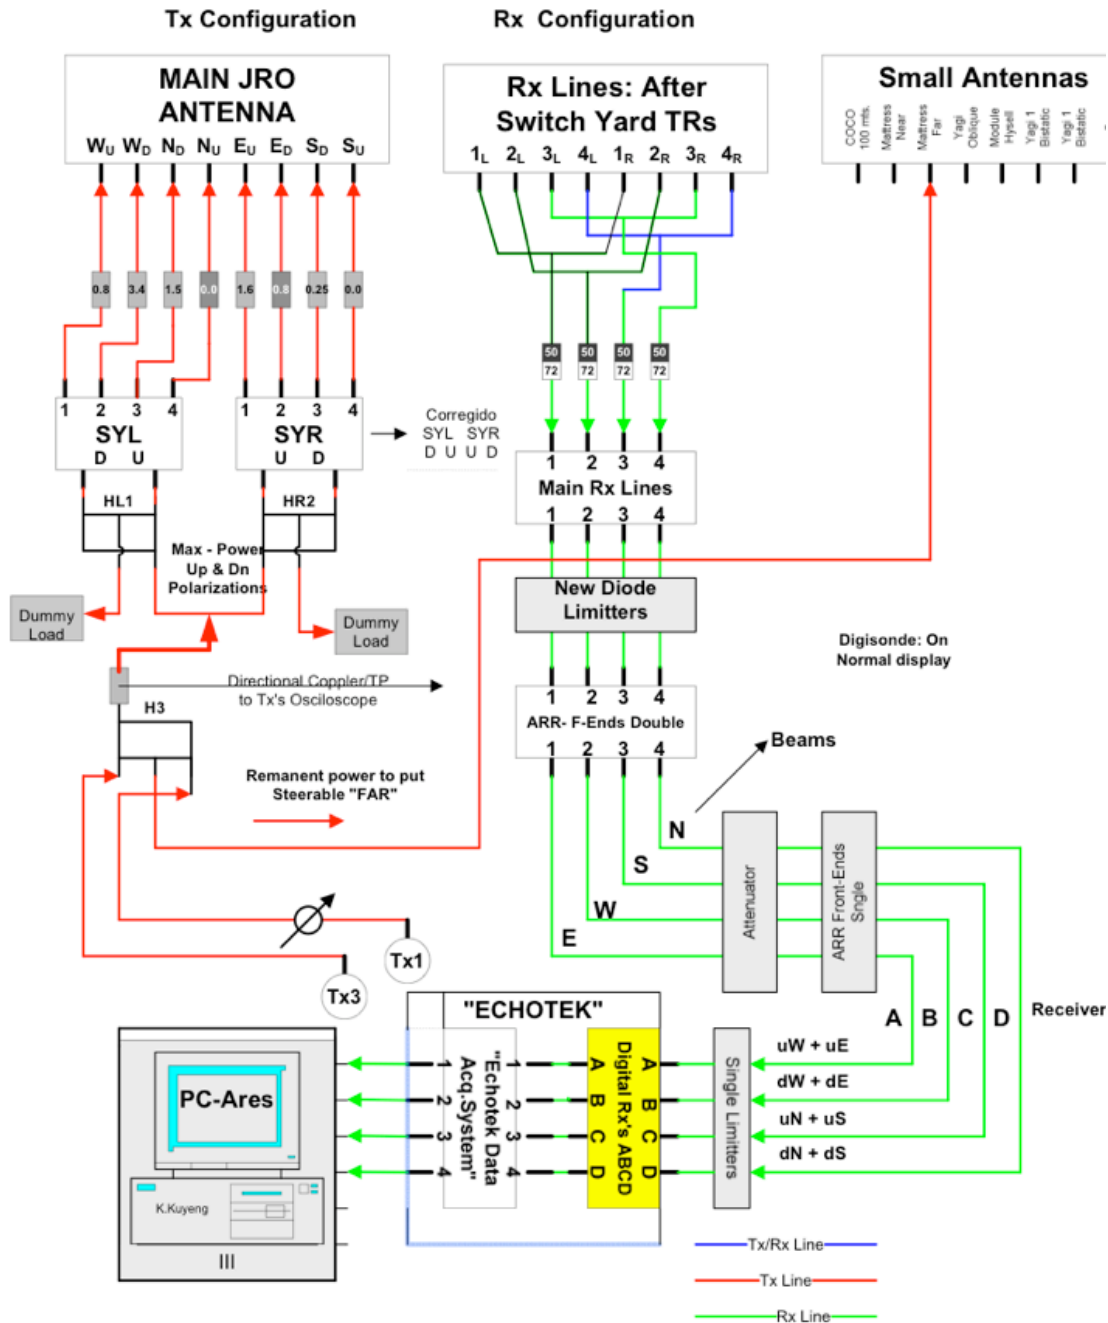 Tx Configuration
Rx Configuration
MAIN JRO
ANTENNA
WU WD ND NU EU ED SD SU
Rx Lines: After
Switch Yard TRs
1L 2L 3L 4L 1R 2R 3R 4R
Small Antennas
COCO
100 mts.
Mattress
Near
Mattress
Far
Yagi
Oblique
Module
Hysell
Yagi 1
Bistatic
Yagi 1
Bistatic
0.8 3.4 1.5 0.0 1.6 0.8 0.25 0.0
50 50 50 50
72 72 72 72
1 2 3 4
SYL
D U
1 2 3 4
SYR
U D
Corregido
SYL SYR
D U U D
1 2 3 4
Main Rx Lines
1 2 3 4
HL1
HR2
Max - Power
Up & Dn
Polarizations
New Diode
Limitters
Dummy
Load
Dummy
Load
Digisonde: On
Normal display
Directional Coppler/TP
to Tx's Osciloscope
H3
1 2 3 4
ARR- F-Ends Double
1 2 3 4
Beams
Remanent power to put
Steerable "FAR"
N
S
W
E
Attenuator
ARR Front-Ends
Sngle
Tx1
Tx3
A B C D
Receiver
"ECHOTEK"
1 2 3 4
"Echotek Data
Acq.System"
1 2 3 4
A B C D
Digital Rx's ABCD
A B C D
Single Limitters
uW + uE
dW + dE
uN + uS
dN + dS
PC-Ares
K.Kuyeng
III
Tx/Rx Line
Tx Line
Rx Line